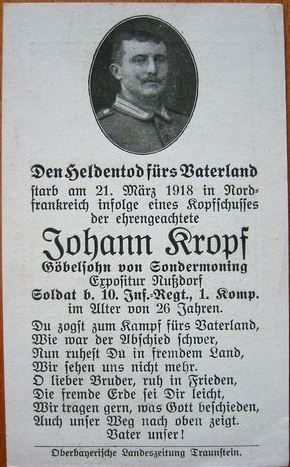 Den Heldentod fürs Vaterland
starb am 21. März 1918 in Nord-
frankreich infolge eines Kopfschusses
der ehrengeachtete
Johann Kropf
Göbelsohn von Sondermoning
Expositur Nußdorf
Soldat b. 10. Inf.-Regt., 1. Komp.
im Alter von 26 Jahren.
Du zogst zum Kampf fürs Vaterland,
Wie war der Abschied schwer,
Nun ruhest Du in fremdem Land,
Wir sehen uns nicht mehr.
O lieber Bruder, ruh in Frieden,
Die fremde Erde sei Dir leicht,
Wir tragen gern, was Gott beschieden,
Auch unser Weg nach oben zeigt.
Vater unser!
Oberbayerische Landeszeitung Traunstein.